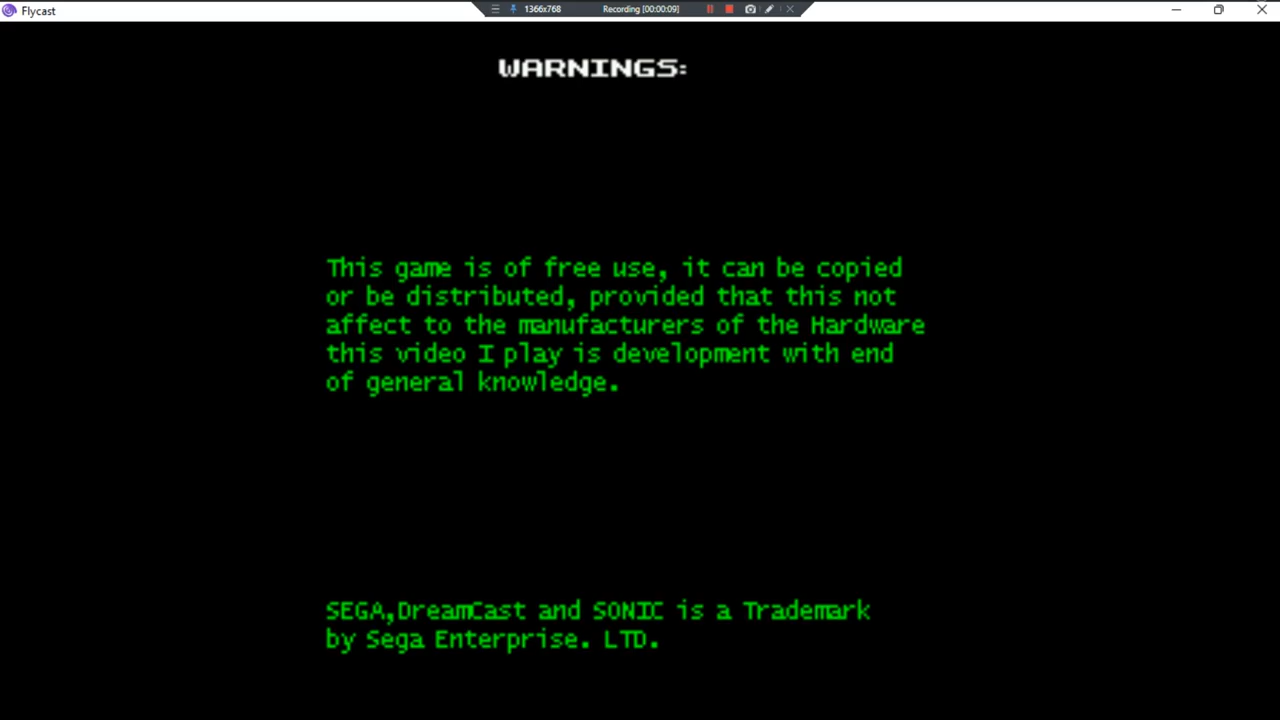 Flycast
1366x768
Recording [00:00:09]
WARNINGS:
This game is of free use, it can be copied
or be distributed, provided that this not
affect to the manufacturers of the Hardware
this video I play is development with end
of general knowledge.
SEGA,DreamCast and SONIC is a Trademark
by Sega Enterprise. LTD.